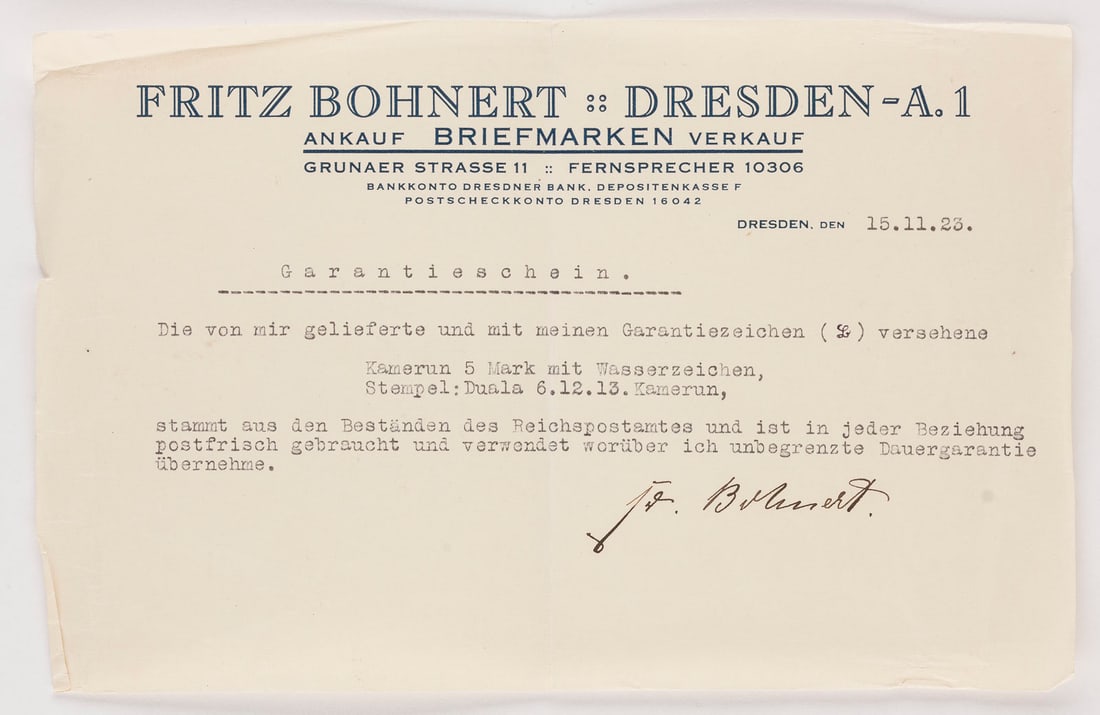 FRITZ BOHNERT :: DRESDEN-A. 1
ANKAUF BRIEFMARKEN VERKAUF
GRUNAER STRASSE 11 :: FERNSPRECHER 10306
BANKKONTO DRESDNER BANK, DEPOSITENKASSE F
POSTSCHECKKONTO DRESDEN 16042
DRESDEN, DEN 15.11.23.
Garantieschein.
Die von mir gelieferte und mit meinen Garantiezeichen ( ) versehene
Kamerun 5 Mark mit Wasserzeichen,
Stempel:Duala 6.12.13.Kamerun,
stammt aus den Beständen des Reichspostamtes und ist in jeder Beziehung
postfrisch gebraucht und verwendet worüber ich unbegrenzte Dauergarantie
übernehme.
Fr. Bohnert.